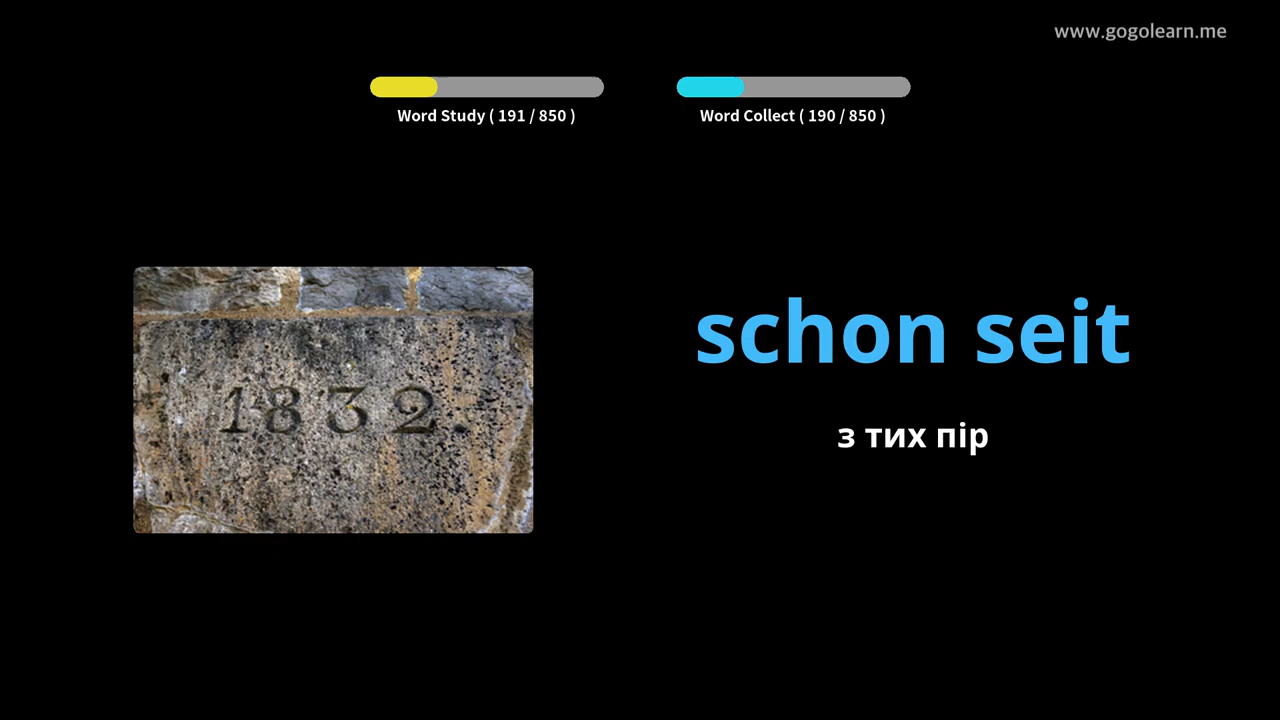 www.gogolearn.me
Word Study ( 191 / 850 )
Word Collect ( 190 / 850 )
1832.
schon seit
з тих пір